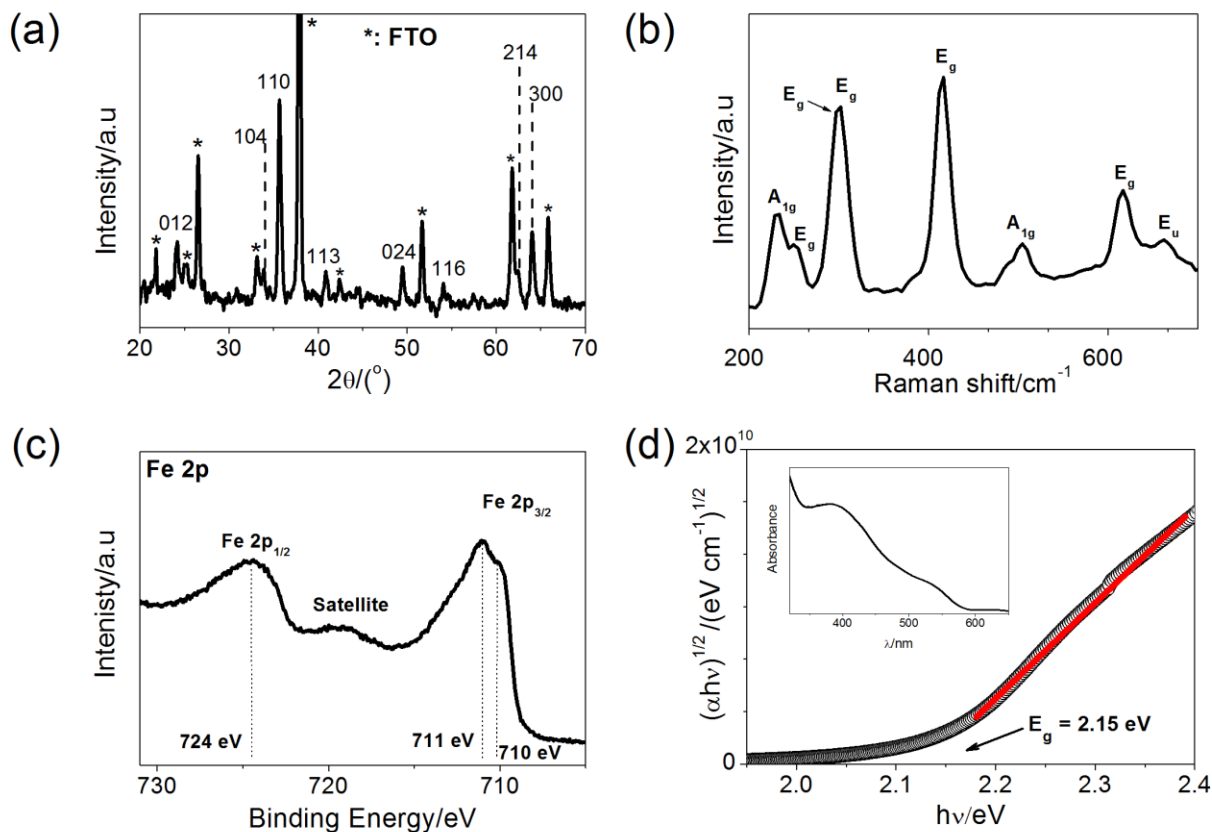 (a)
*: FTO
Intensity/a.u
* 012 * * * 104 110 * 113 * 024 * 116 * 214 300 *
20 30 40 50 60 70
2θ/(°)
(b)
Intensity/a.u
A1g Eg Eg Eg Eg A1g Eg Eu
200 400 600
Raman shift/cm-1
(c)
Fe 2p
Intenisty/a.u
Fe 2p1/2
Satellite
Fe 2p3/2
724 eV
711 eV
710 eV
730 720 710
Binding Energy/eV
(d)
2x10^10
(αhν)^1/2 /(eV cm^-1)^1/2
0
Absorbance
400 500 600
λ/nm
Eg = 2.15 eV
2.0 2.1 2.2 2.3 2.4
hν/eV